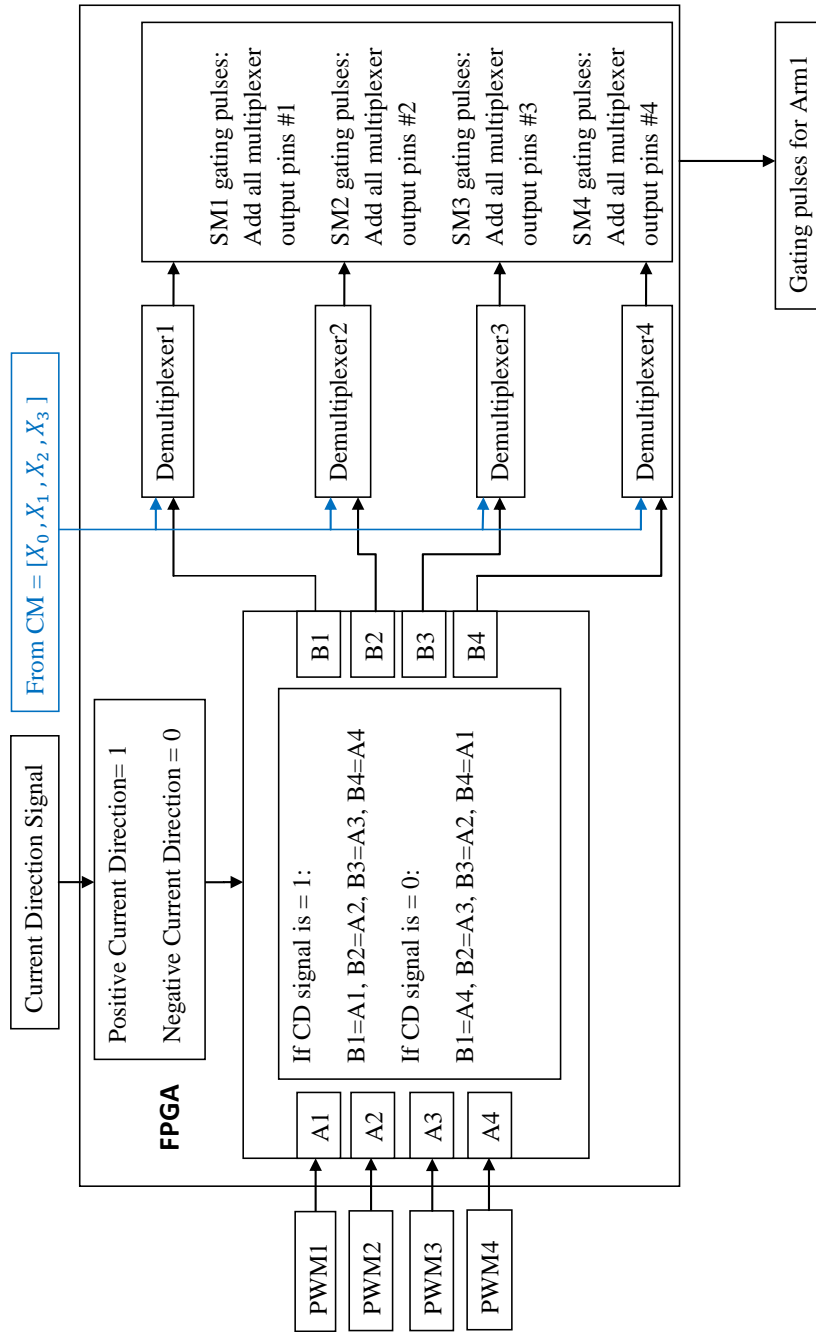 Current Direction Signal
From CM = [X₀ , X₁ , X₂ , X₃ ]
Positive Current Direction= 1
Negative Current Direction = 0
FPGA
PWM1
PWM2
PWM3
PWM4
A1
A2
A3
A4
If CD signal is = 1:
B1=A1, B2=A2, B3=A3, B4=A4
If CD signal is = 0:
B1=A4, B2=A3, B3=A2, B4=A1
B1
B2
B3
B4
Demultiplexer1
Demultiplexer2
Demultiplexer3
Demultiplexer4
SM1 gating pulses:
Add all multiplexer
output pins #1
SM2 gating pulses:
Add all multiplexer
output pins #2
SM3 gating pulses:
Add all multiplexer
output pins #3
SM4 gating pulses:
Add all multiplexer
output pins #4
Gating pulses for Arm1